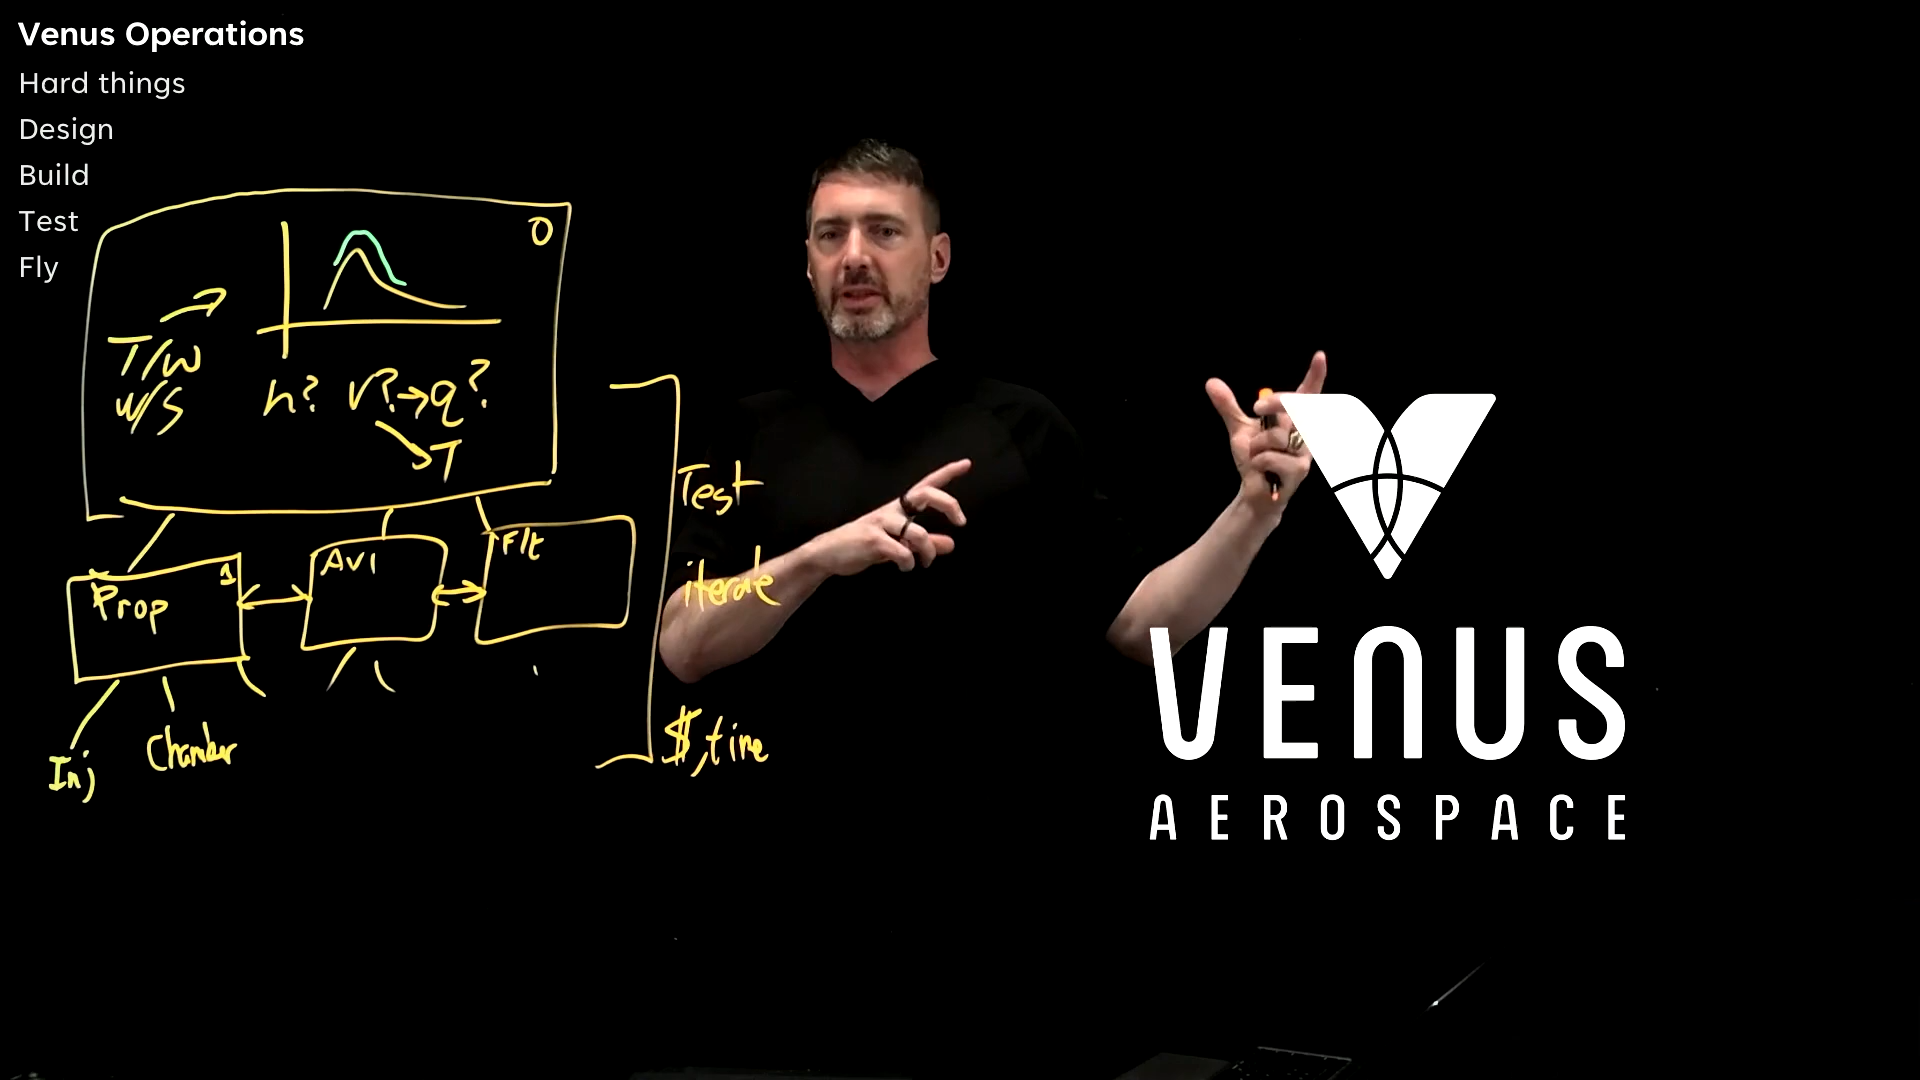 Venus Operations
Hard things
Design
Build
Test
Fly
0
T/W
W/S
h? v?→q?
↘T
Test
iterate
$,time
Prop
1
Avi
Flt
Inj
Chamber
VENUS
AEROSPACE